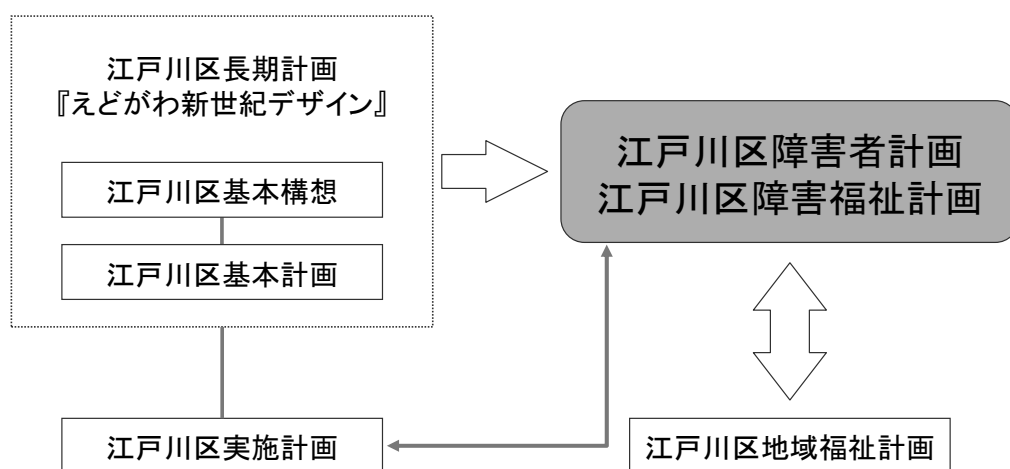 江戸川区長期計画
『えどがわ新世紀デザイン』
江戸川区基本構想
江戸川区基本計画
江戸川区実施計画
江戸川区障害者計画
江戸川区障害福祉計画
江戸川区地域福祉計画